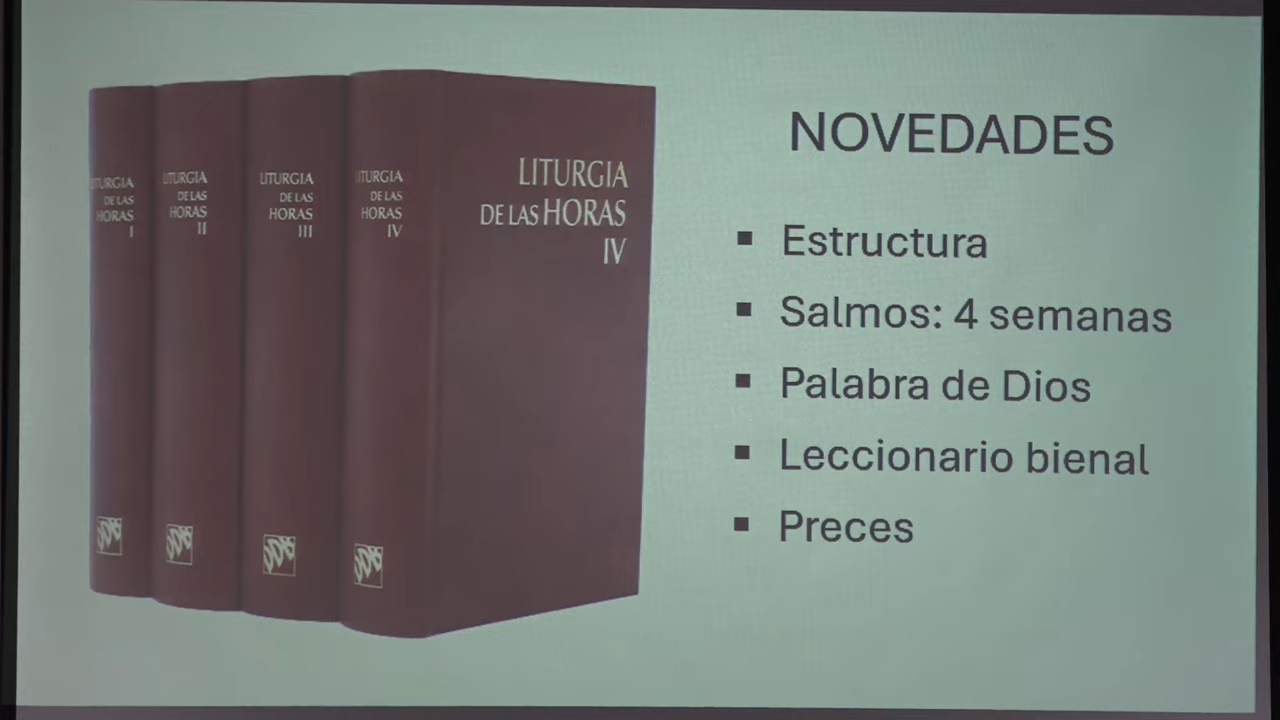 LITURGIA
DE LAS
HORAS
I
LITURGIA
DE LAS
HORAS
II
LITURGIA
DE LAS
HORAS
III
LITURGIA
DE LAS
HORAS
IV
LITURGIA
DE LAS HORAS
IV
NOVEDADES
▪ Estructura
▪ Salmos: 4 semanas
▪ Palabra de Dios
▪ Leccionario bienal
▪ Preces